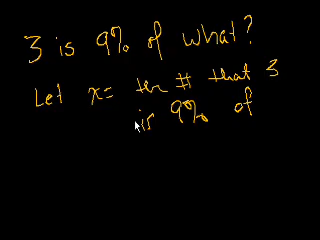 3 is 9% of what?
Let x = the # that 3
is 9% of